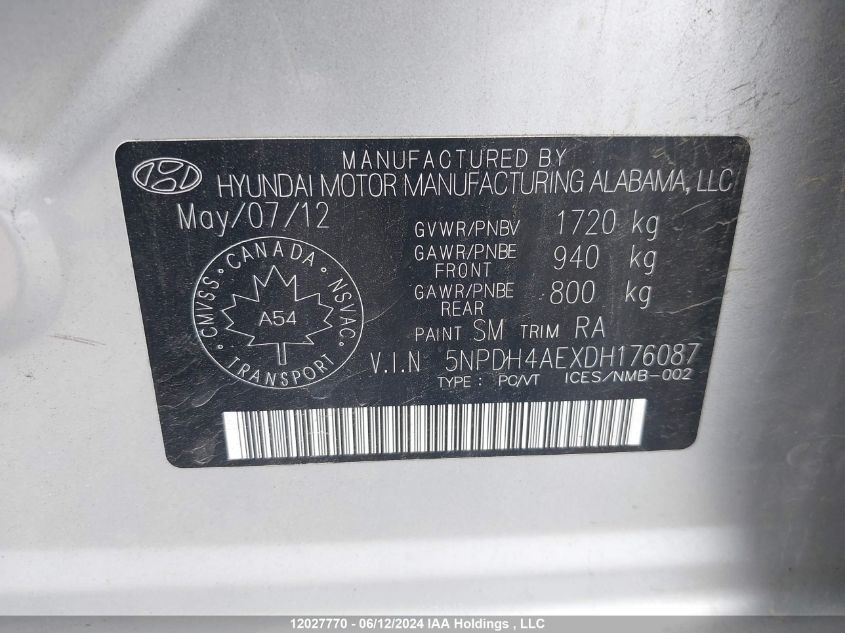 MANUFACTURED BY
HYUNDAI MOTOR MANUFACTURING ALABAMA, LLC
May/07/12
GVWR/PNBV 1720 kg
GAWR/PNBE FRONT 940 kg
GAWR/PNBE REAR 800 kg
CANADA
CMVSS
NSVAC
A54
TRANSPORT
PAINT SM TRIM RA
V.I.N 5NPDH4AEXDH176087
TYPE : PC/VT ICES/NMB-002
12027770 - 06/12/2024 IAA Holdings , LLC